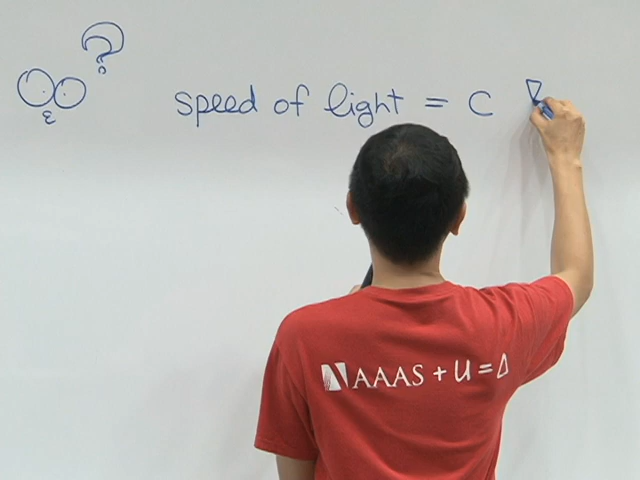 ?
speed of light = C
AAAS + U = Δ